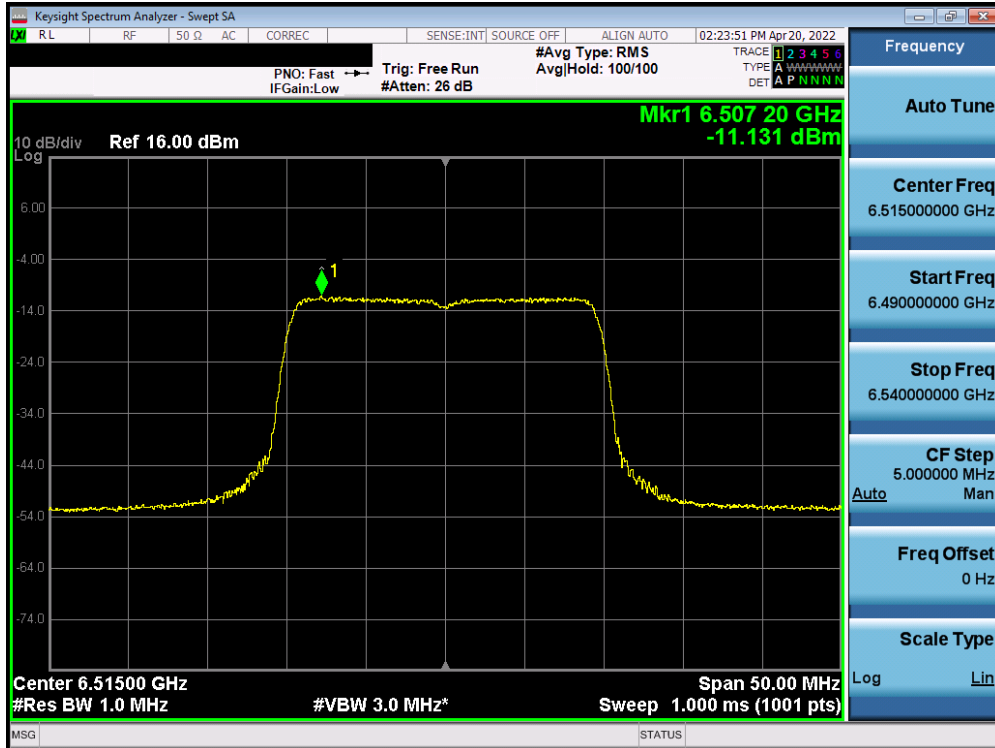 Keysight Spectrum Analyzer - Swept SA
LXI RL RF 50 Ω AC CORREC SENSE:INT SOURCE OFF ALIGN AUTO 02:23:51 PM Apr 20, 2022
#Avg Type: RMS TRACE 1 2 3 4 5 6
PNO: Fast Trig: Free Run Avg|Hold: 100/100 TYPE A WWWWW
IFGain:Low #Atten: 26 dB DET A P N N N N
Mkr1 6.507 20 GHz
10 dB/div Ref 16.00 dBm -11.131 dBm
Log
6.00
-4.00
1
-14.0
-24.0
-34.0
-44.0
-54.0
-64.0
-74.0
Center 6.51500 GHz Span 50.00 MHz
#Res BW 1.0 MHz #VBW 3.0 MHz* Sweep 1.000 ms (1001 pts)
MSG STATUS
Frequency
Auto Tune
Center Freq
6.515000000 GHz
Start Freq
6.490000000 GHz
Stop Freq
6.540000000 GHz
CF Step
5.000000 MHz
Auto Man
Freq Offset
0 Hz
Scale Type
Log Lin